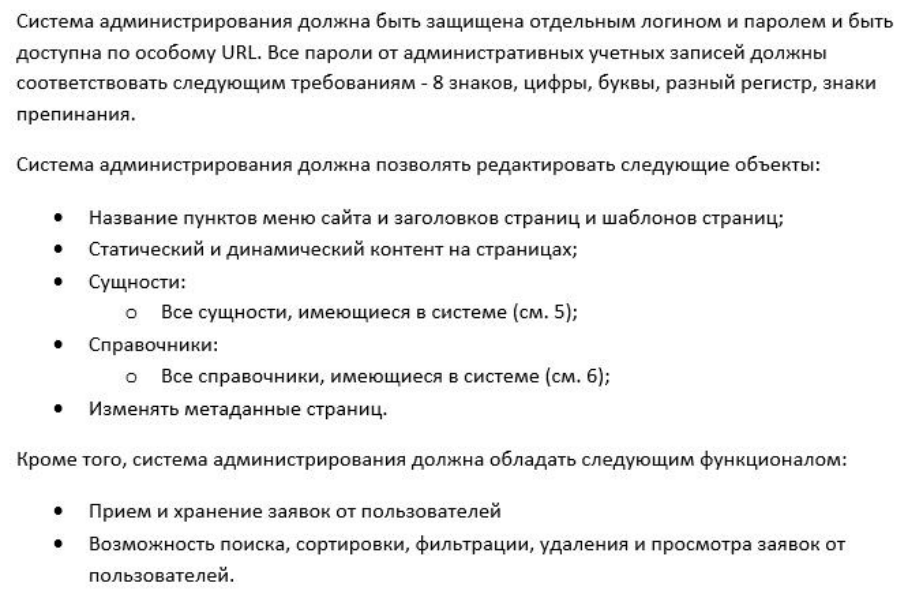 Система администрирования должна быть защищена отдельным логином и паролем и быть
доступна по особому URL. Все пароли от административных учетных записей должны
соответствовать следующим требованиям - 8 знаков, цифры, буквы, разный регистр, знаки
препинания.
Система администрирования должна позволять редактировать следующие объекты:
• Название пунктов меню сайта и заголовков страниц и шаблонов страниц;
• Статический и динамический контент на страницах;
• Сущности:
o Все сущности, имеющиеся в системе (см. 5);
• Справочники:
o Все справочники, имеющиеся в системе (см. 6);
• Изменять метаданные страниц.
Кроме того, система администрирования должна обладать следующим функционалом:
• Прием и хранение заявок от пользователей
• Возможность поиска, сортировки, фильтрации, удаления и просмотра заявок от
пользователей.